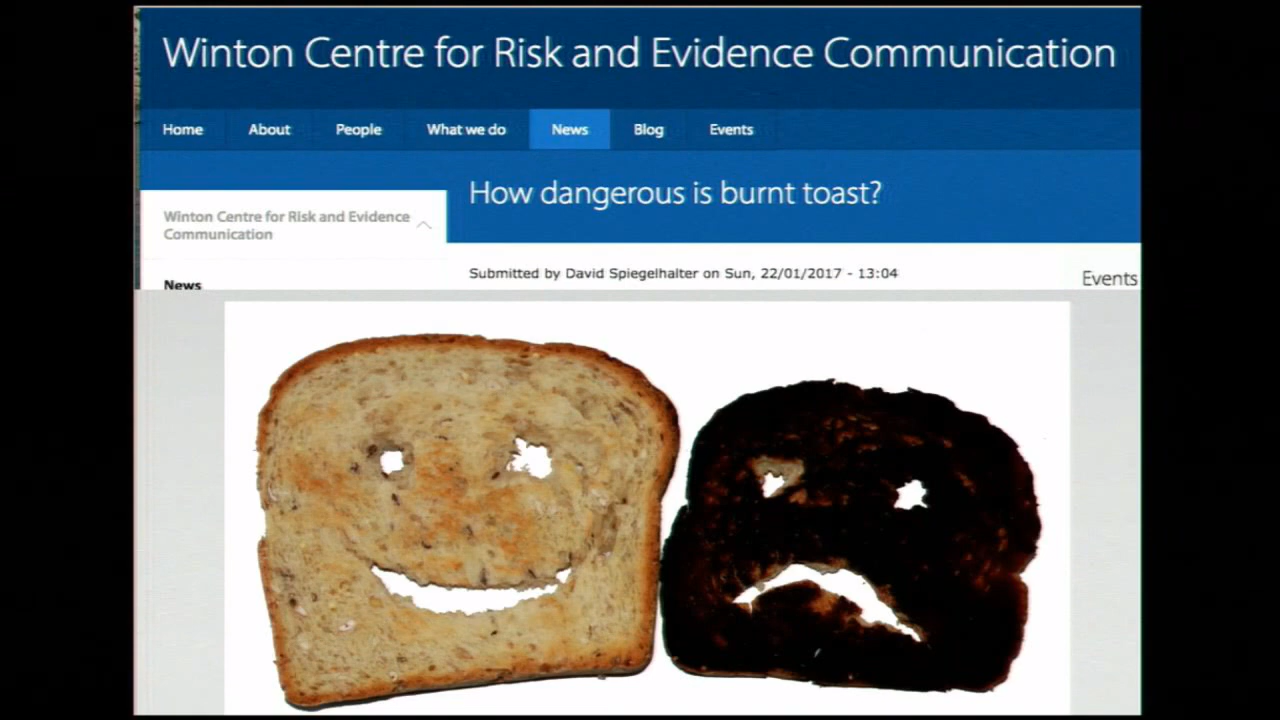 Winton Centre for Risk and Evidence Communication
Home About People What we do News Blog Events
How dangerous is burnt toast?
Winton Centre for Risk and Evidence
Communication
Submitted by David Spiegelhalter on Sun, 22/01/2017 - 13:04
Events
News